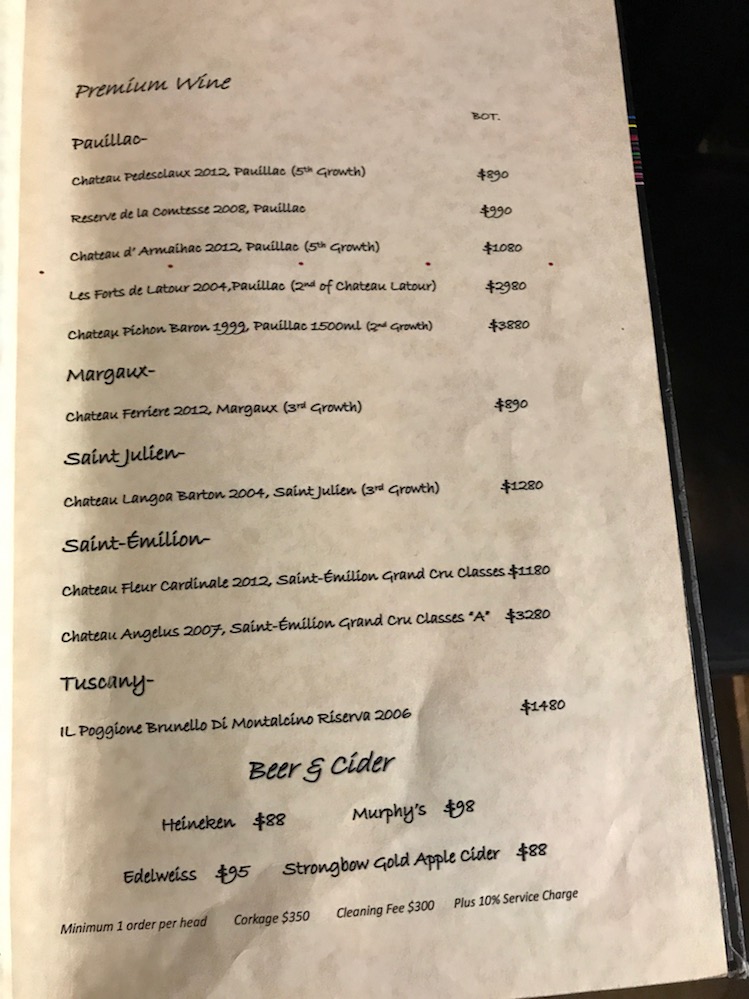 Premium Wine
BOT.
Pauillac-
Chateau Pedesclaux 2012, Pauillac (5th Growth) $890
Reserve de la Comtesse 2008, Pauillac $990
Chateau d' Armaihac 2012, Pauillac (5th Growth) $1080
Les Forts de Latour 2004,Pauillac (2nd of Chateau Latour) $2980
Chateau Pichon Baron 1999, Pauillac 1500ml (2nd Growth) $3880
Margaux-
Chateau Ferriere 2012, Margaux (3rd Growth) $890
Saint Julien-
Chateau Langoa Barton 2004, Saint Julien (3rd Growth) $1280
Saint-Émilion-
Chateau Fleur Cardinale 2012, Saint-Émilion Grand Cru Classes $1180
Chateau Angelus 2007, Saint-Émilion Grand Cru Classes "A" $3280
Tuscany-
IL Poggione Brunello Di Montalcino Riserva 2006 $1480
Beer & Cider
Heineken $88 Murphy's $98
Edelweiss $95 Strongbow Gold Apple Cider $88
Minimum 1 order per head Corkage $350 Cleaning Fee $300 Plus 10% Service Charge